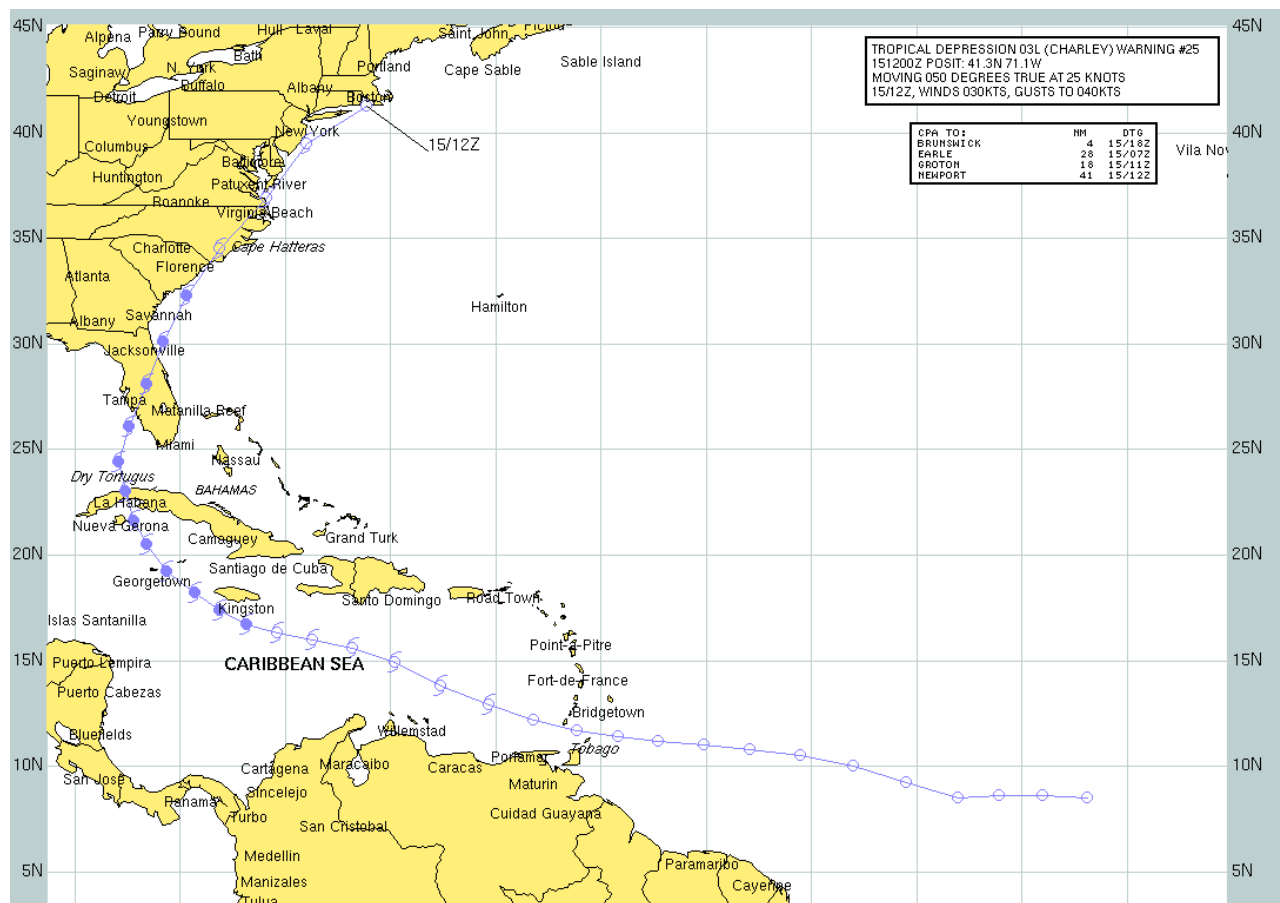 45N
Alpena
Parry Sound
Hull
Laval
Saint John
Pictou
45N
TROPICAL DEPRESSION 03L (CHARLEY) WARNING #25
151200Z POSIT: 41.3N 71.1W
MOVING 050 DEGREES TRUE AT 25 KNOTS
15/12Z, WINDS 030KTS, GUSTS TO 040KTS
Bath
Sable Island
Saginaw
N. York
Portland
Cape Sable
Detroit
Buffalo
Albany
Boston
40N
Youngstown
New York
15/12Z
40N
CPA TO: NM DTG
BRUNSWICK 4 15/18Z
EARLE 28 15/07Z
GROTON 18 15/11Z
NEWPORT 41 15/12Z
Vila Nov
Columbus
Baltimore
Huntington
Patuxent River
Roanoke
Virginia Beach
35N
Charlotte
Cape Hatteras
35N
Florence
Atlanta
Hamilton
Albany
Savannah
30N
Jacksonville
30N
Tampa
Matanilla Reef
25N
Miami
25N
Nassau
Dry Tortugus
BAHAMAS
La Habana
Nueva Gerona
Camaguey
Grand Turk
20N
20N
Santiago de Cuba
Georgetown
Santo Domingo
Road Town
Kingston
Islas Santanilla
Point-a-Pitre
15N
Puerto Lempira
CARIBBEAN SEA
15N
Puerto Cabezas
Fort-de-France
Bridgetown
Bluefields
Willemstad
Tobago
10N
San Jose
Cartagena
Maracaibo
Caracas
Porlamar
10N
Maturin
Panama
Sincelejo
Turbo
San Cristobal
Cuidad Guayana
Medellin
5N
Manizales
Paramaribo
Cayenne
5N
Tulua